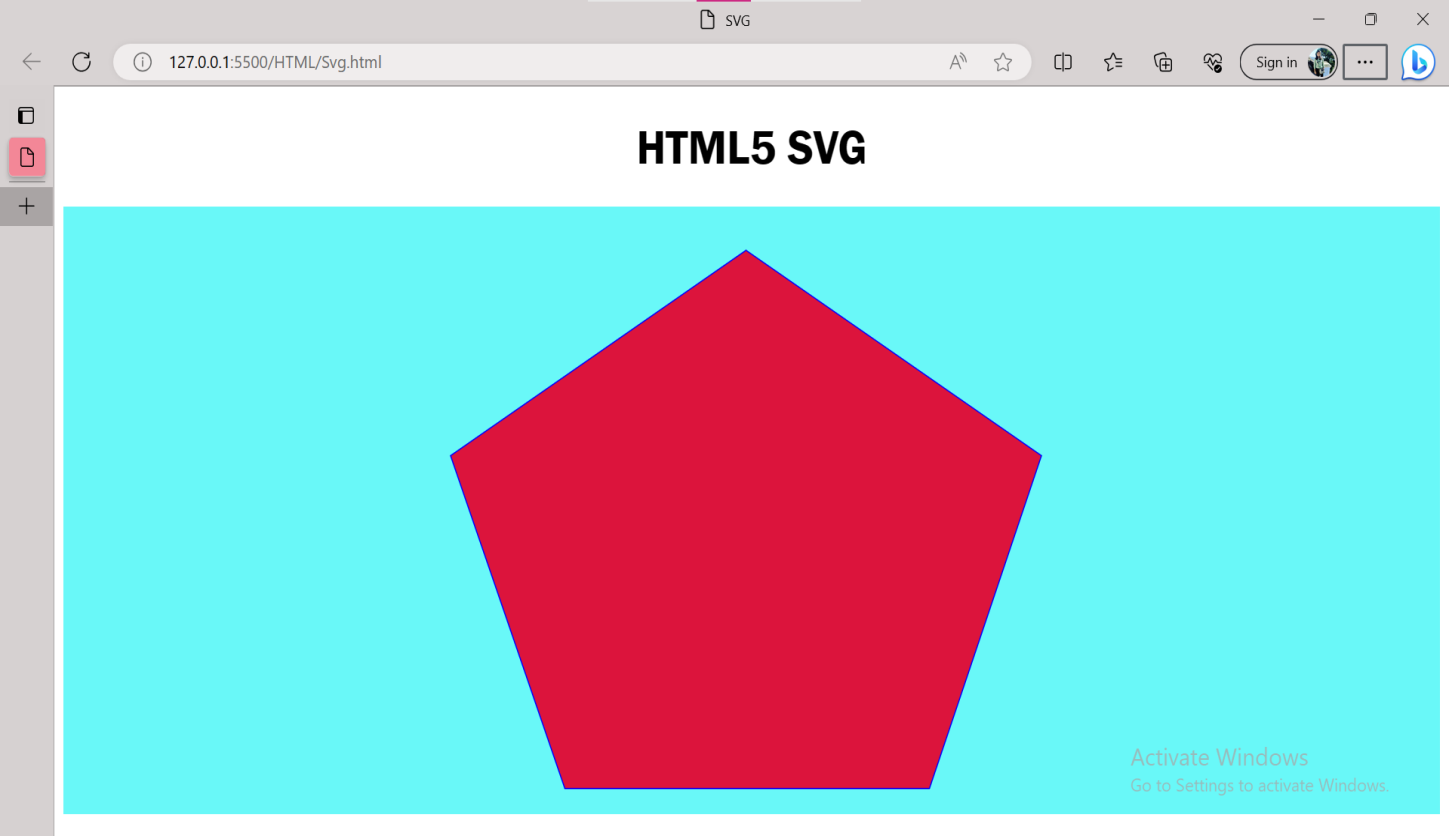 SVG
127.0.0.1:5500/HTML/Svg.html
Sign in
HTML5 SVG
Activate Windows
Go to Settings to activate Windows.